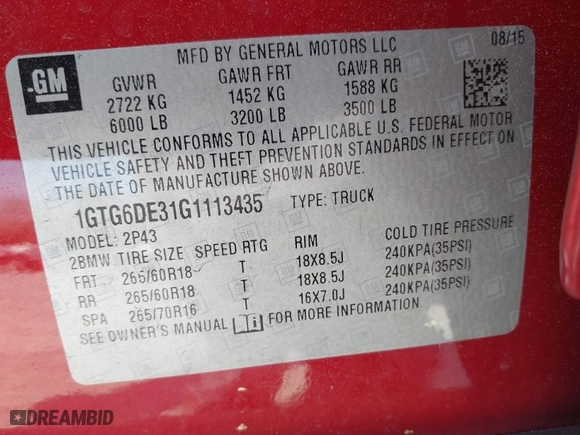 GM
MFD BY GENERAL MOTORS LLC 08/15
GVWR GAWR FRT GAWR RR
2722 KG 1452 KG 1588 KG
6000 LB 3200 LB 3500 LB
THIS VEHICLE CONFORMS TO ALL APPLICABLE U.S. FEDERAL MOTOR
VEHICLE SAFETY AND THEFT PREVENTION STANDARDS IN EFFECT ON
THE DATE OF MANUFACTURE SHOWN ABOVE.
1GTG6DE31G1113435 TYPE: TRUCK
MODEL: 2P43
28MW TIRE SIZE SPEED RTG RIM COLD TIRE PRESSURE
FRT 265/60R18 T 18X8.5J 240KPA(35PSI)
RR 265/60R18 T 18X8.5J 240KPA(35PSI)
SPA 265/70R16 T 16X7.0J 240KPA(35PSI)
SEE OWNER'S MANUAL FOR MORE INFORMATION.
DREAMBID